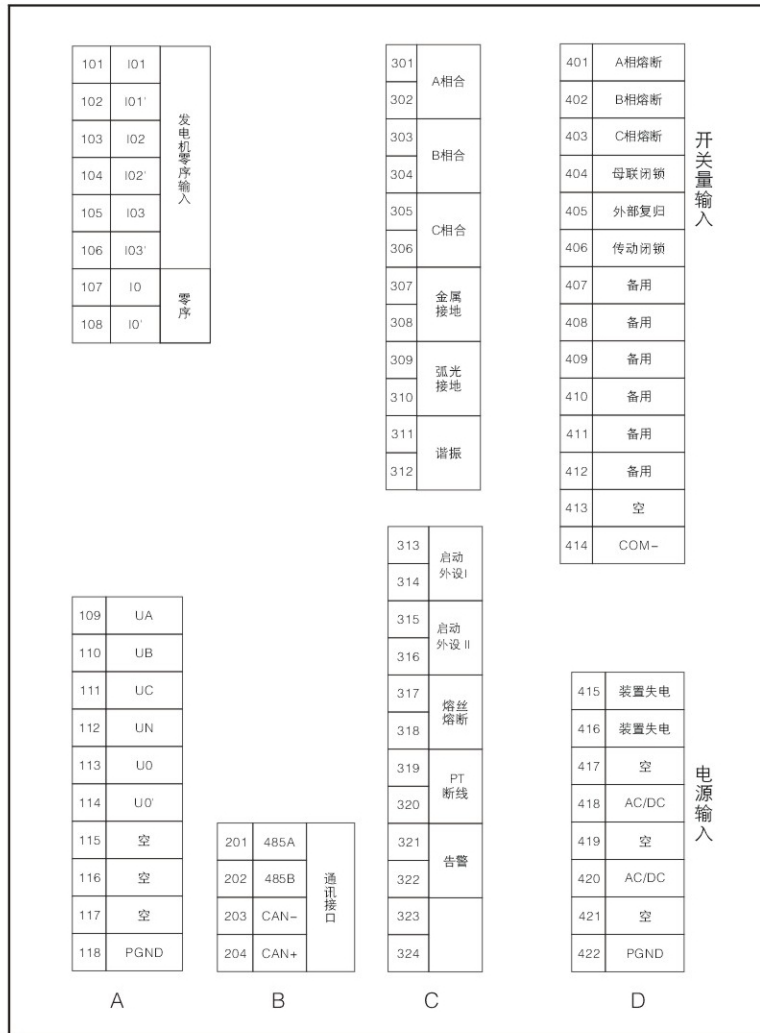 101 I01
102 I01'
103 I02
104 I02'
105 I03
106 I03'
发电机零序输入
107 I0
108 I0'
零序
109 UA
110 UB
111 UC
112 UN
113 U0
114 U0'
115 空
116 空
117 空
118 PGND
A
201 485A
202 485B
203 CAN-
204 CAN+
通讯接口
B
301
302
A相合
303
304
B相合
305
306
C相合
307
308
金属
接地
309
310
弧光
接地
311
312
谐振
313
314
启动
外设I
315
316
启动
外设 II
317
318
熔丝
熔断
319
320
PT
断线
321
322
告警
323
324
C
401 A相熔断
402 B相熔断
403 C相熔断
404 母联闭锁
405 外部复归
406 传动闭锁
407 备用
408 备用
409 备用
410 备用
411 备用
412 备用
413 空
414 COM-
开关量输入
415 装置失电
416 装置失电
417 空
418 AC/DC
419 空
420 AC/DC
421 空
422 PGND
电源输入
D